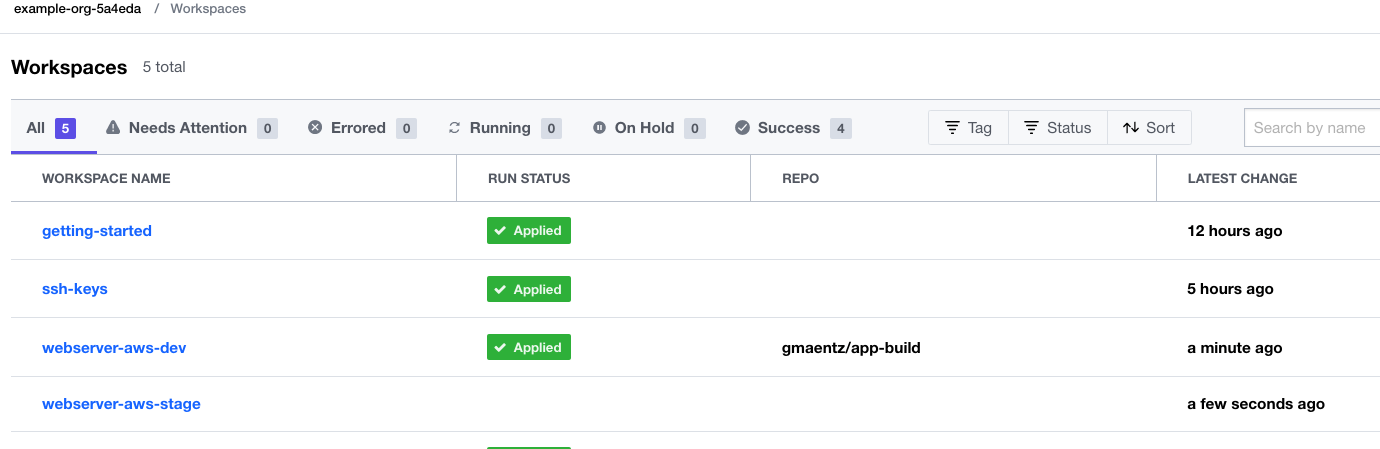 example-org-5a4eda / Workspaces
Workspaces 5 total
All 5 Needs Attention 0 Errored 0 Running 0 On Hold 0 Success 4 Tag Status Sort Search by name
WORKSPACE NAME RUN STATUS REPO LATEST CHANGE
getting-started Applied 12 hours ago
ssh-keys Applied 5 hours ago
webserver-aws-dev Applied gmaentz/app-build a minute ago
webserver-aws-stage a few seconds ago